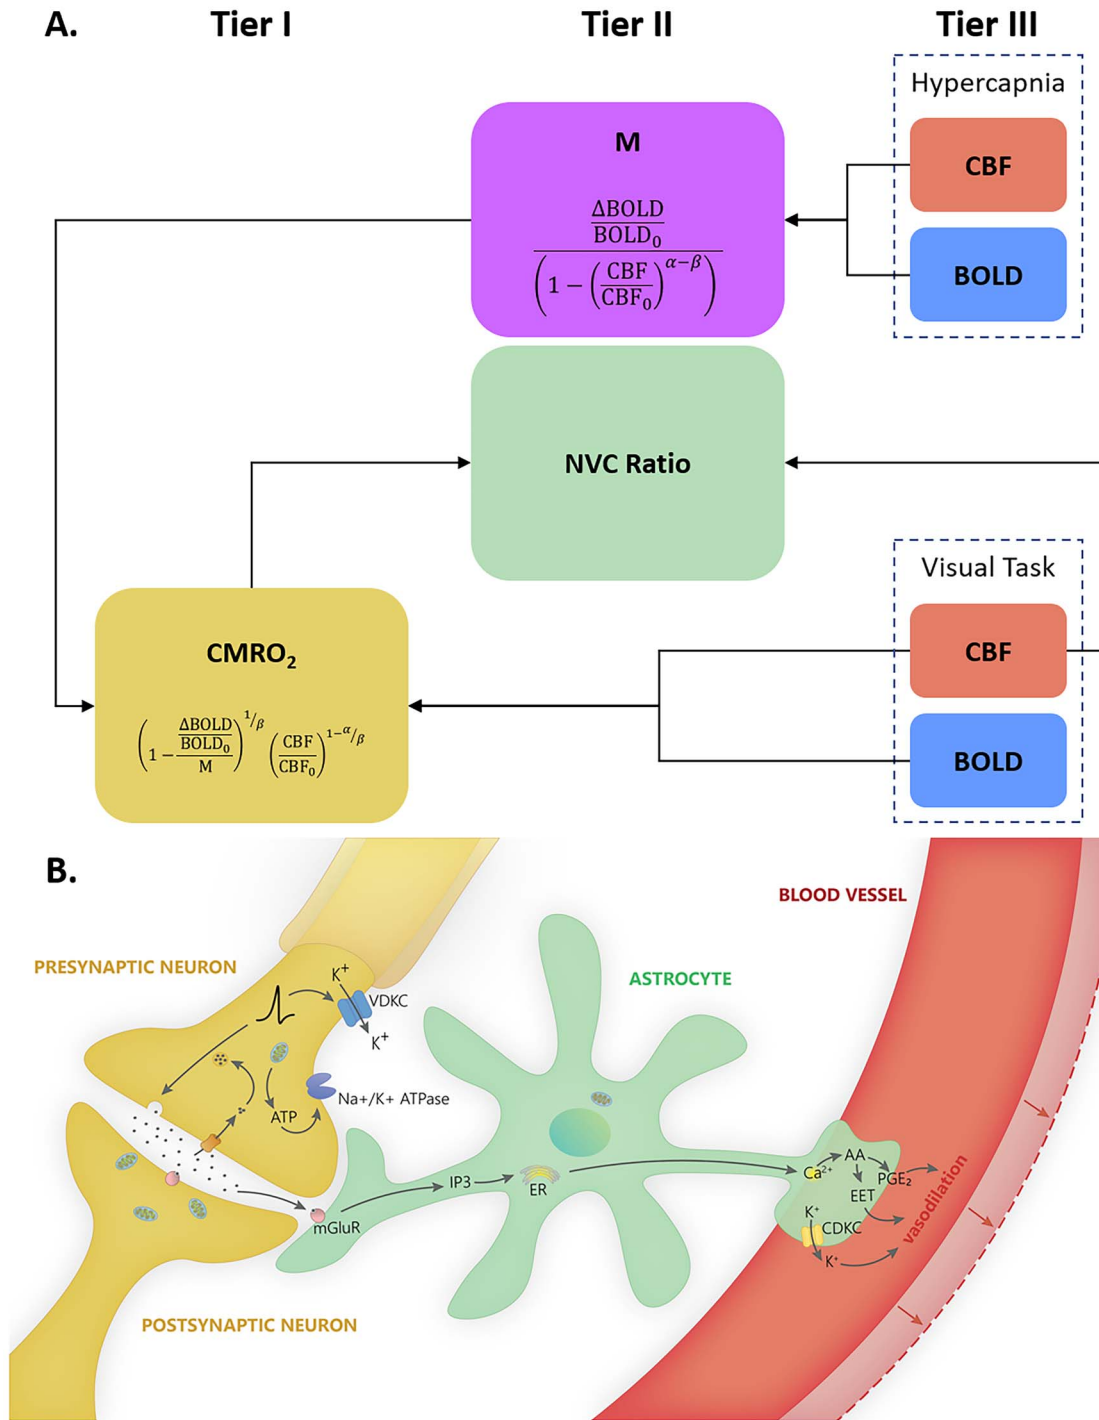 A. Tier I Tier II Tier III
Hypercapnia
CBF
BOLD
M
ΔBOLD
BOLD₀
(1 − (CBF/CBF₀)^α−β)
NVC Ratio
Visual Task
CBF
BOLD
CMRO₂
(1 − (ΔBOLD/BOLD₀)/M)^1/β (CBF/CBF₀)^1−α/β
B.
BLOOD VESSEL
PRESYNAPTIC NEURON
ASTROCYTE
K⁺
VDKC
K⁺
Na+/K+ ATPase
ATP
mGluR
IP3
ER
Ca²⁺
AA
PGE₂
EET
K⁺
CDKC
K⁺
vasodilation
POSTSYNAPTIC NEURON